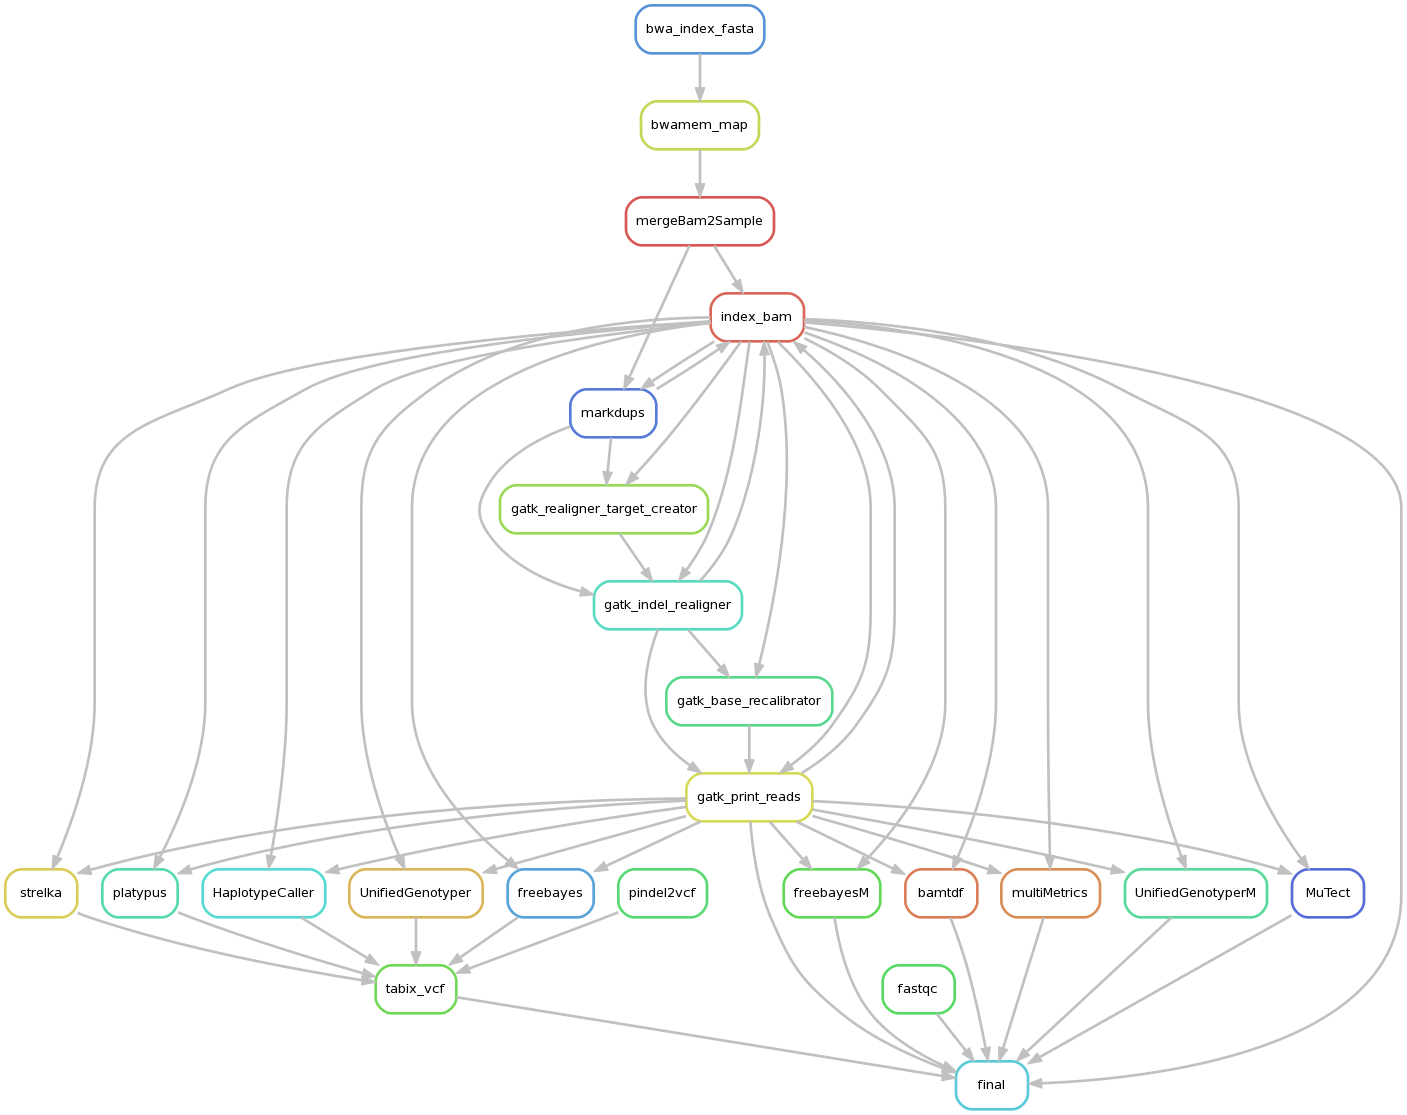 bwa_index_fasta
bwamem_map
mergeBam2Sample
index_bam
markdups
gatk_realigner_target_creator
gatk_indel_realigner
gatk_base_recalibrator
gatk_print_reads
strelka
platypus
HaplotypeCaller
UnifiedGenotyper
freebayes
pindel2vcf
freebayesM
bamtdf
multiMetrics
UnifiedGenotyperM
MuTect
tabix_vcf
fastqc
final